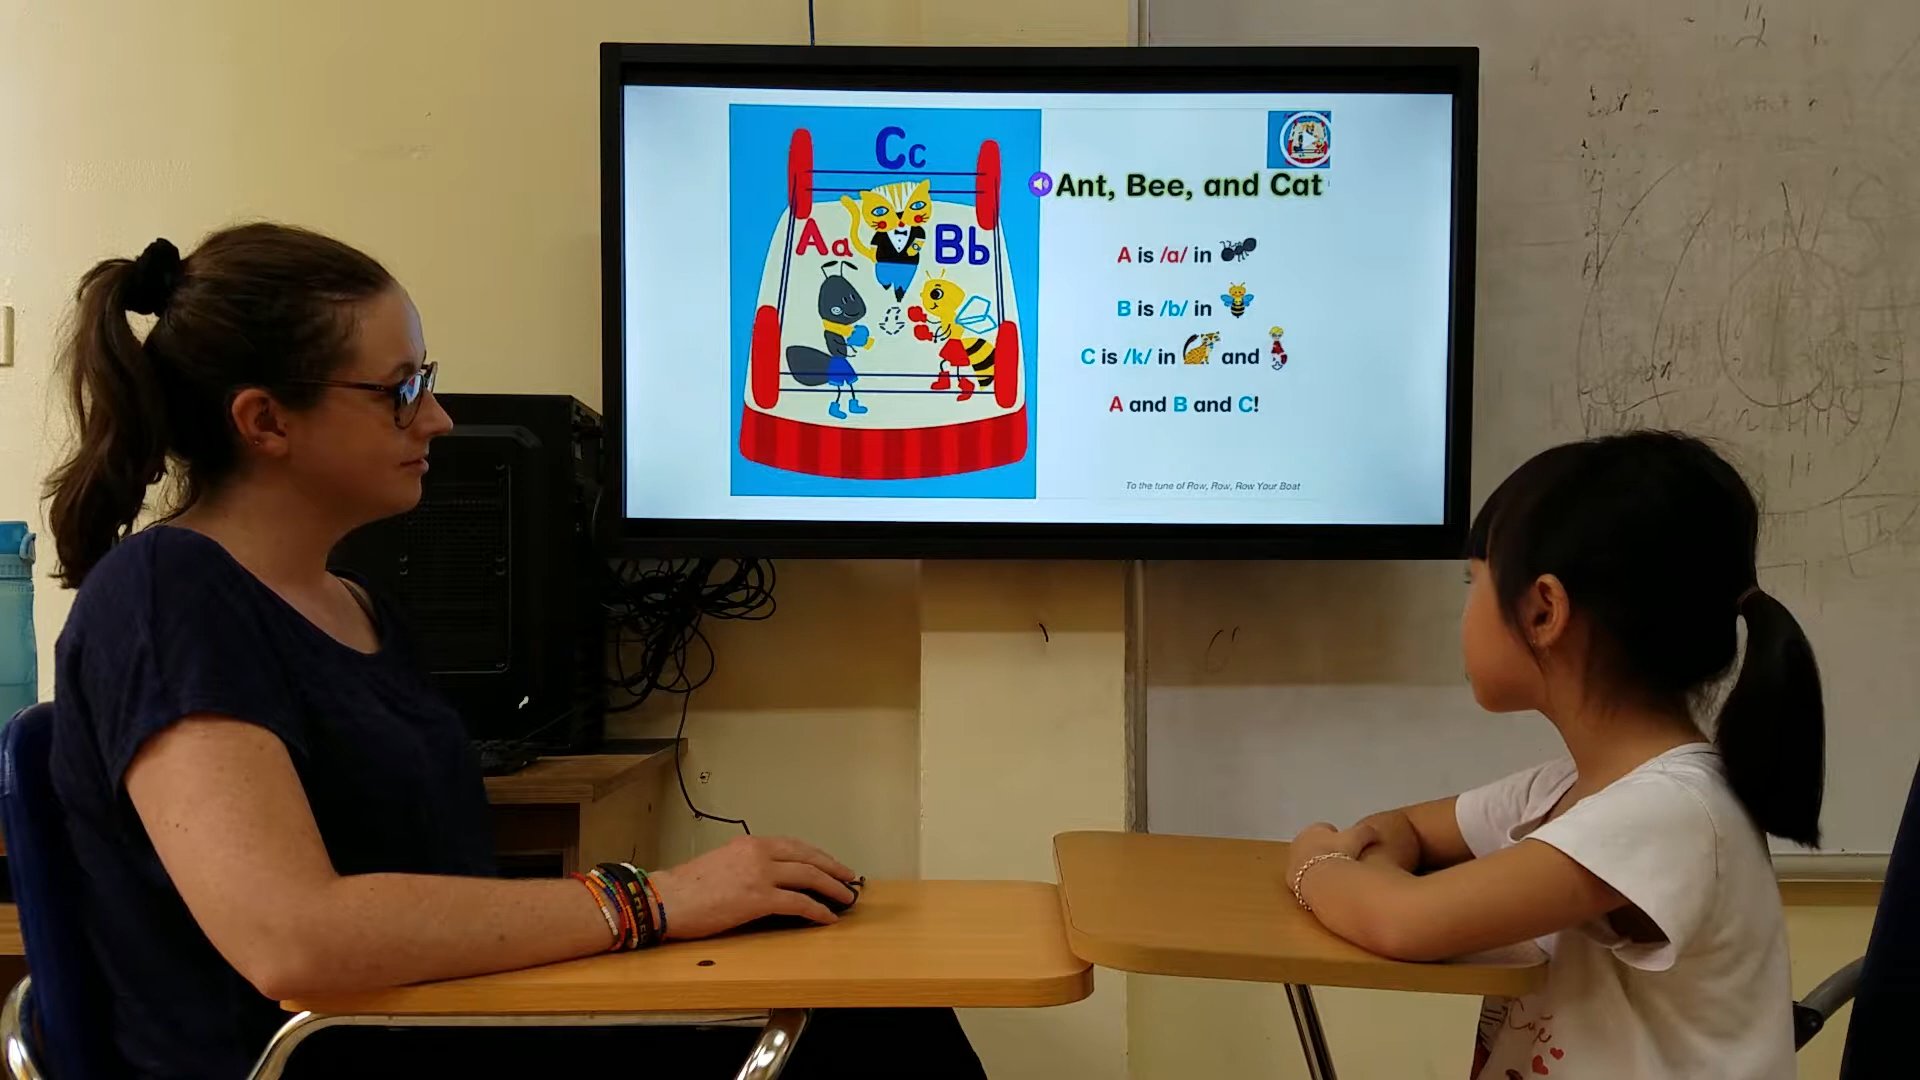 Cc
Aa
Bb
Ant, Bee, and Cat
A is /a/ in
B is /b/ in
C is /k/ in and
A and B and C!
To the tune of Row, Row, Row Your Boat